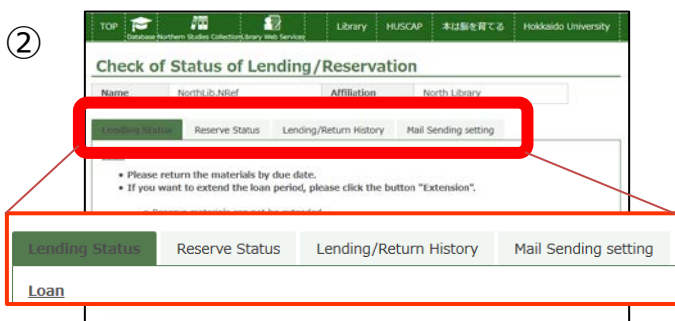 ②
TOP Database Northern Studies Collection Library Web Services Library HUSCAP 本は脳を育てる Hokkaido University
Check of Status of Lending/Reservation
Name NorthLib.NRef Affiliation North Library
Lending Status Reserve Status Lending/Return History Mail Sending setting
• Please return the materials by due date.
• If you want to extend the loan period, please click the button "Extension".
Lending Status Reserve Status Lending/Return History Mail Sending setting
Loan